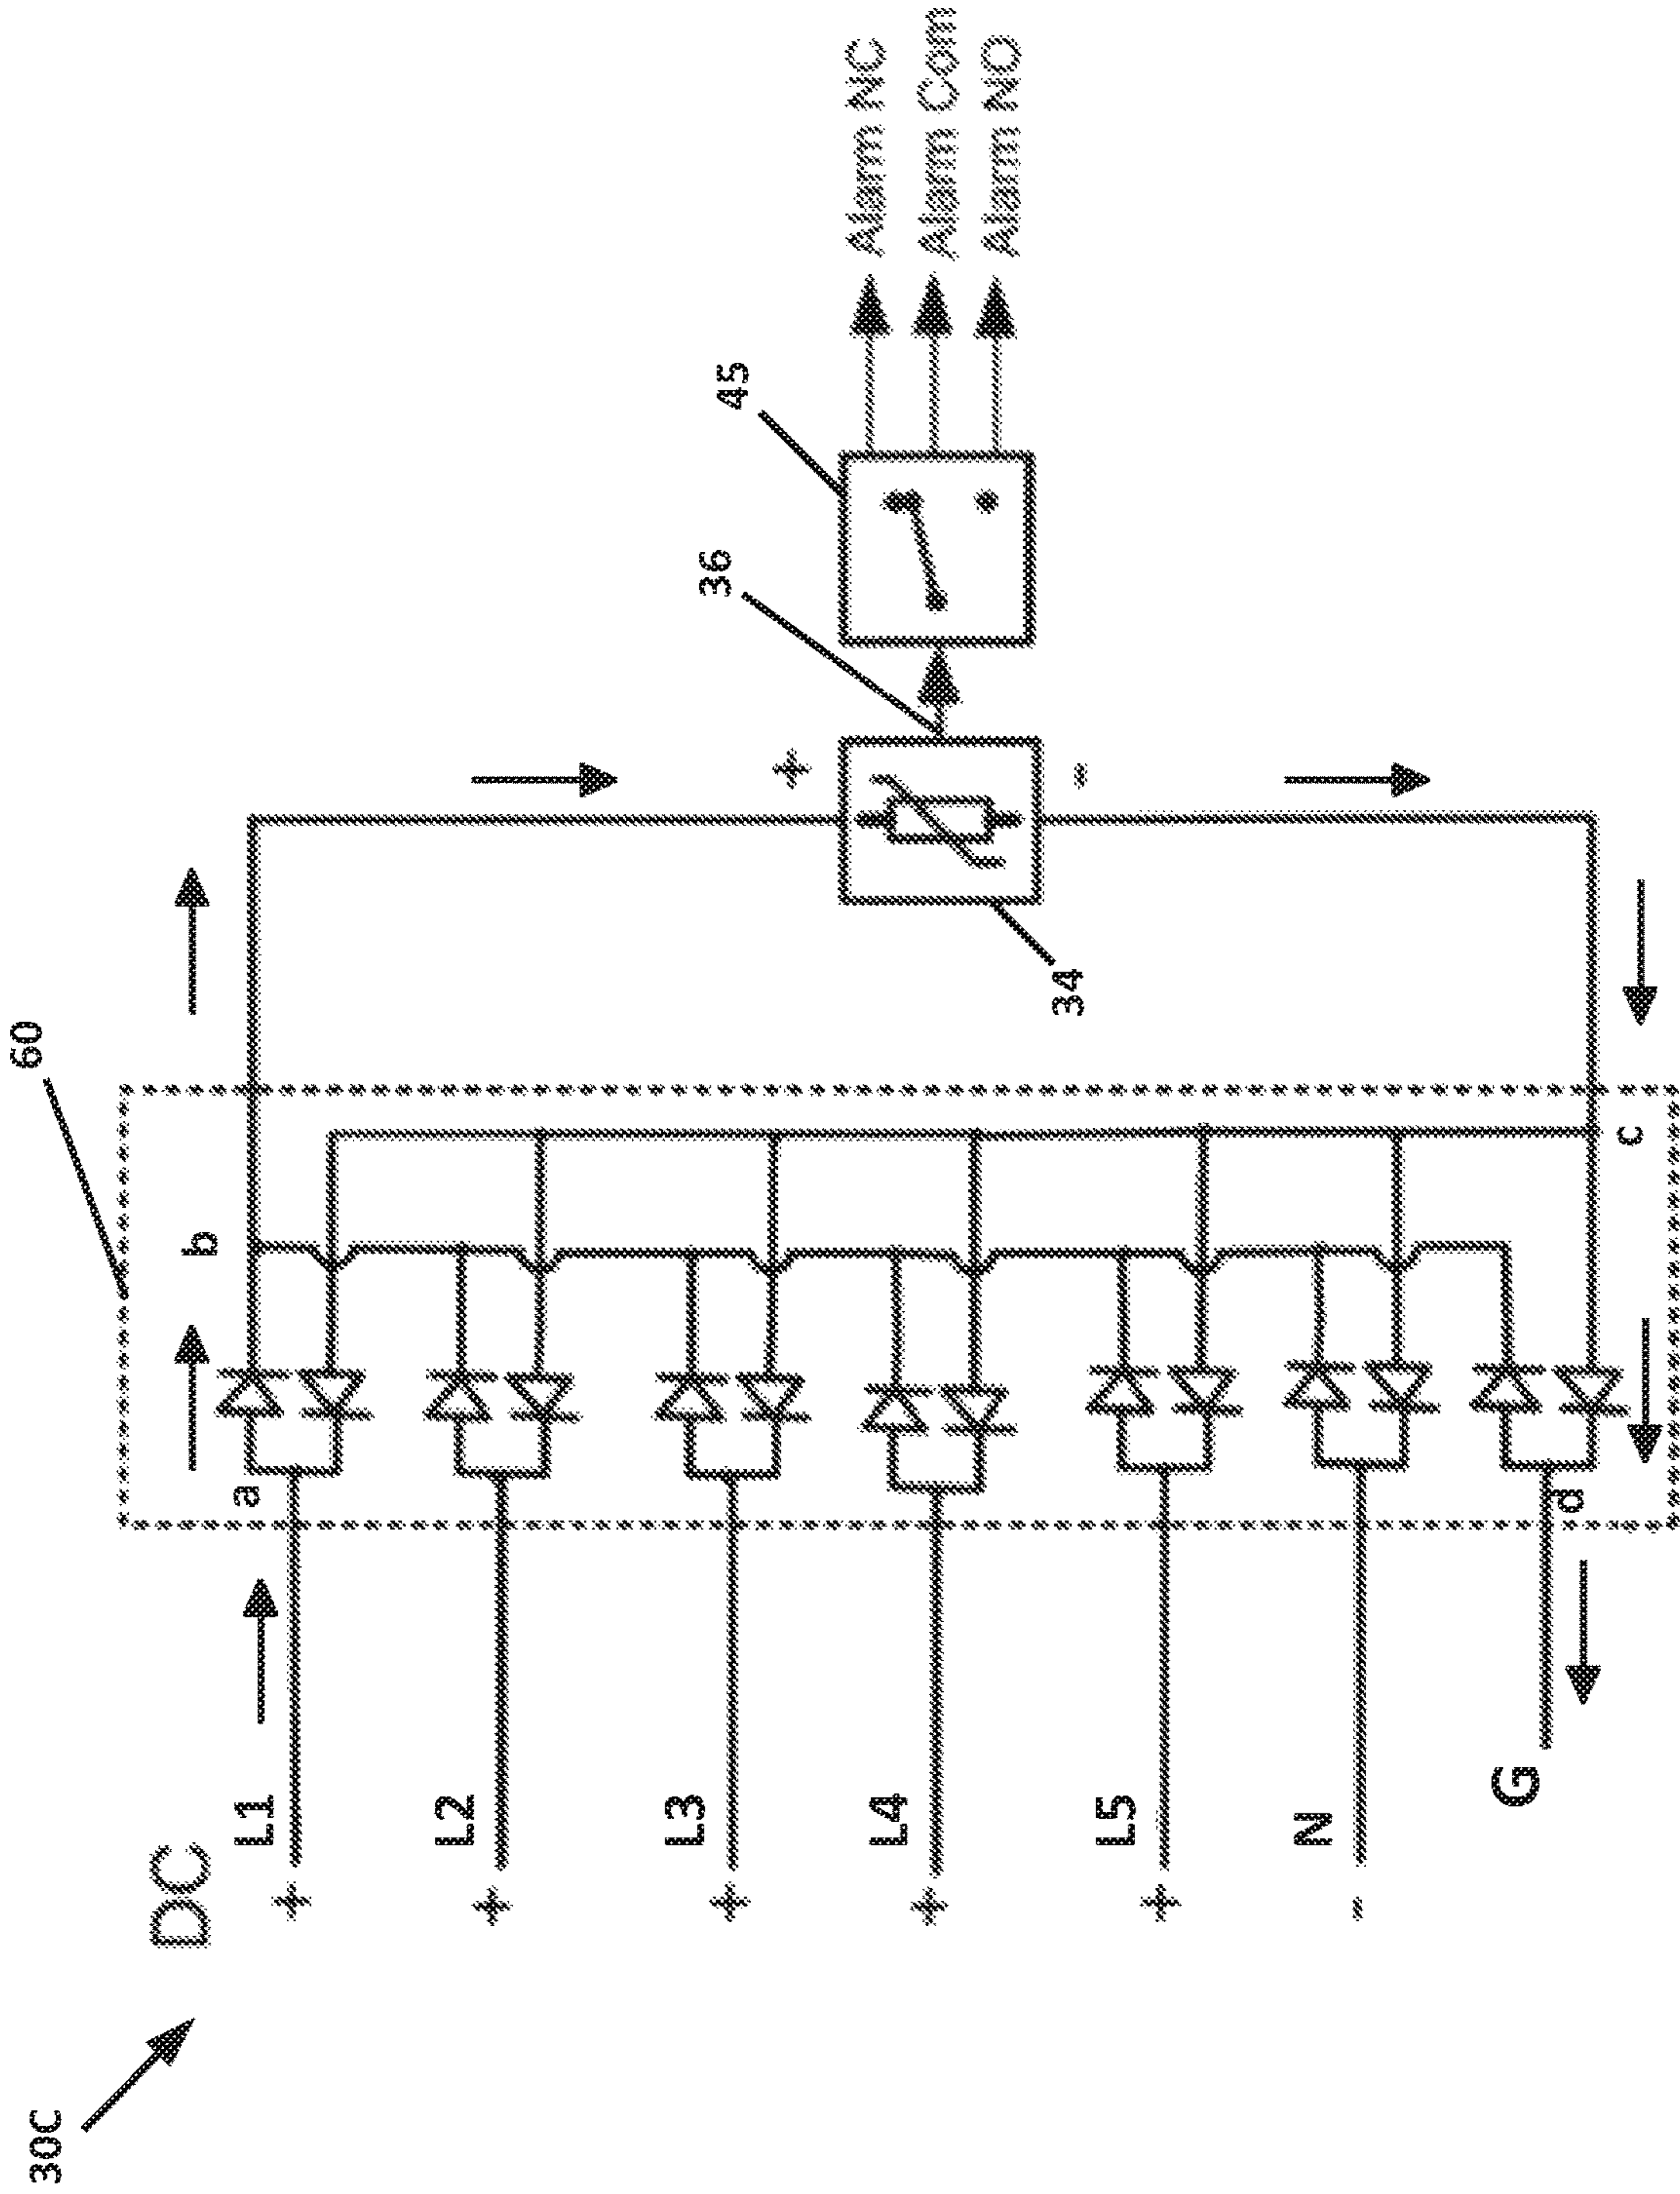 30C
DC
60
+ L1
+ L2
+ L3
+ L4
+ L5
- N
G
a
b
c
d
+
-
34
36
45
Alarm NC
Alarm Com
Alarm NO